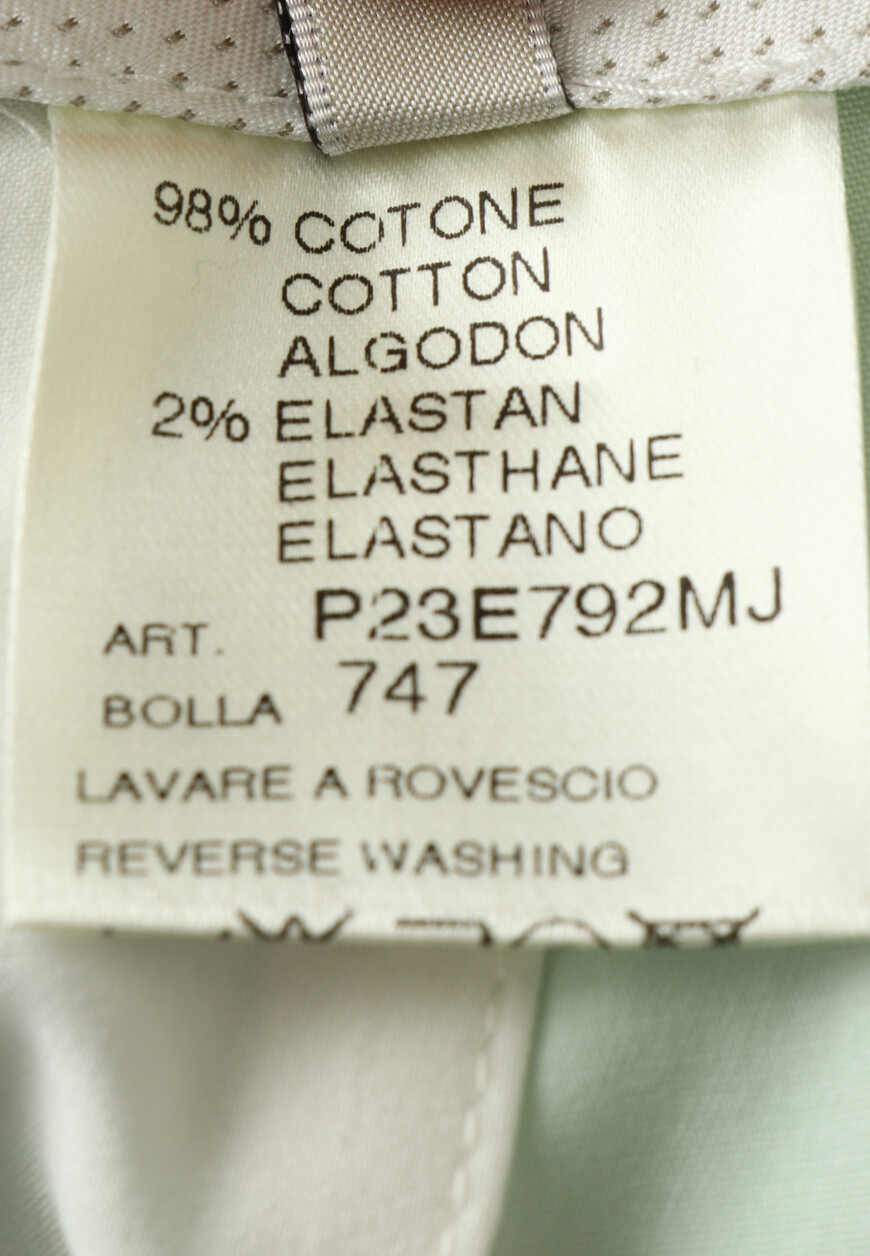 98% COTONE
COTTON
ALGODON
2% ELASTAN
ELASTHANE
ELASTANO
ART. P23E792MJ
BOLLA 747
LAVARE A ROVESCIO
REVERSE WASHING